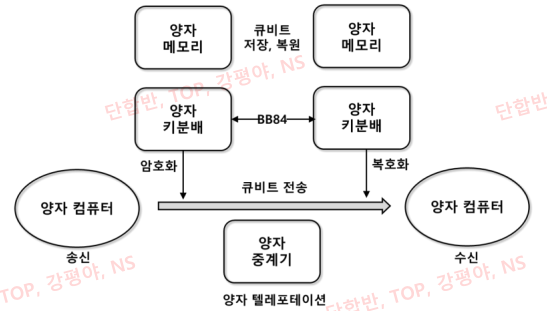 양자
메모리
큐비트
저장, 복원
양자
메모리
단합반, TOP, 강평야, NS
단합반
양자
키분배
BB84
양자
키분배
암호화
복호화
큐비트 전송
양자 컴퓨터
양자 컴퓨터
양자
중계기
송신
수신
양자 텔레포테이션
TOP, 강평야, NS
단합반, TOP, 강평야, NS